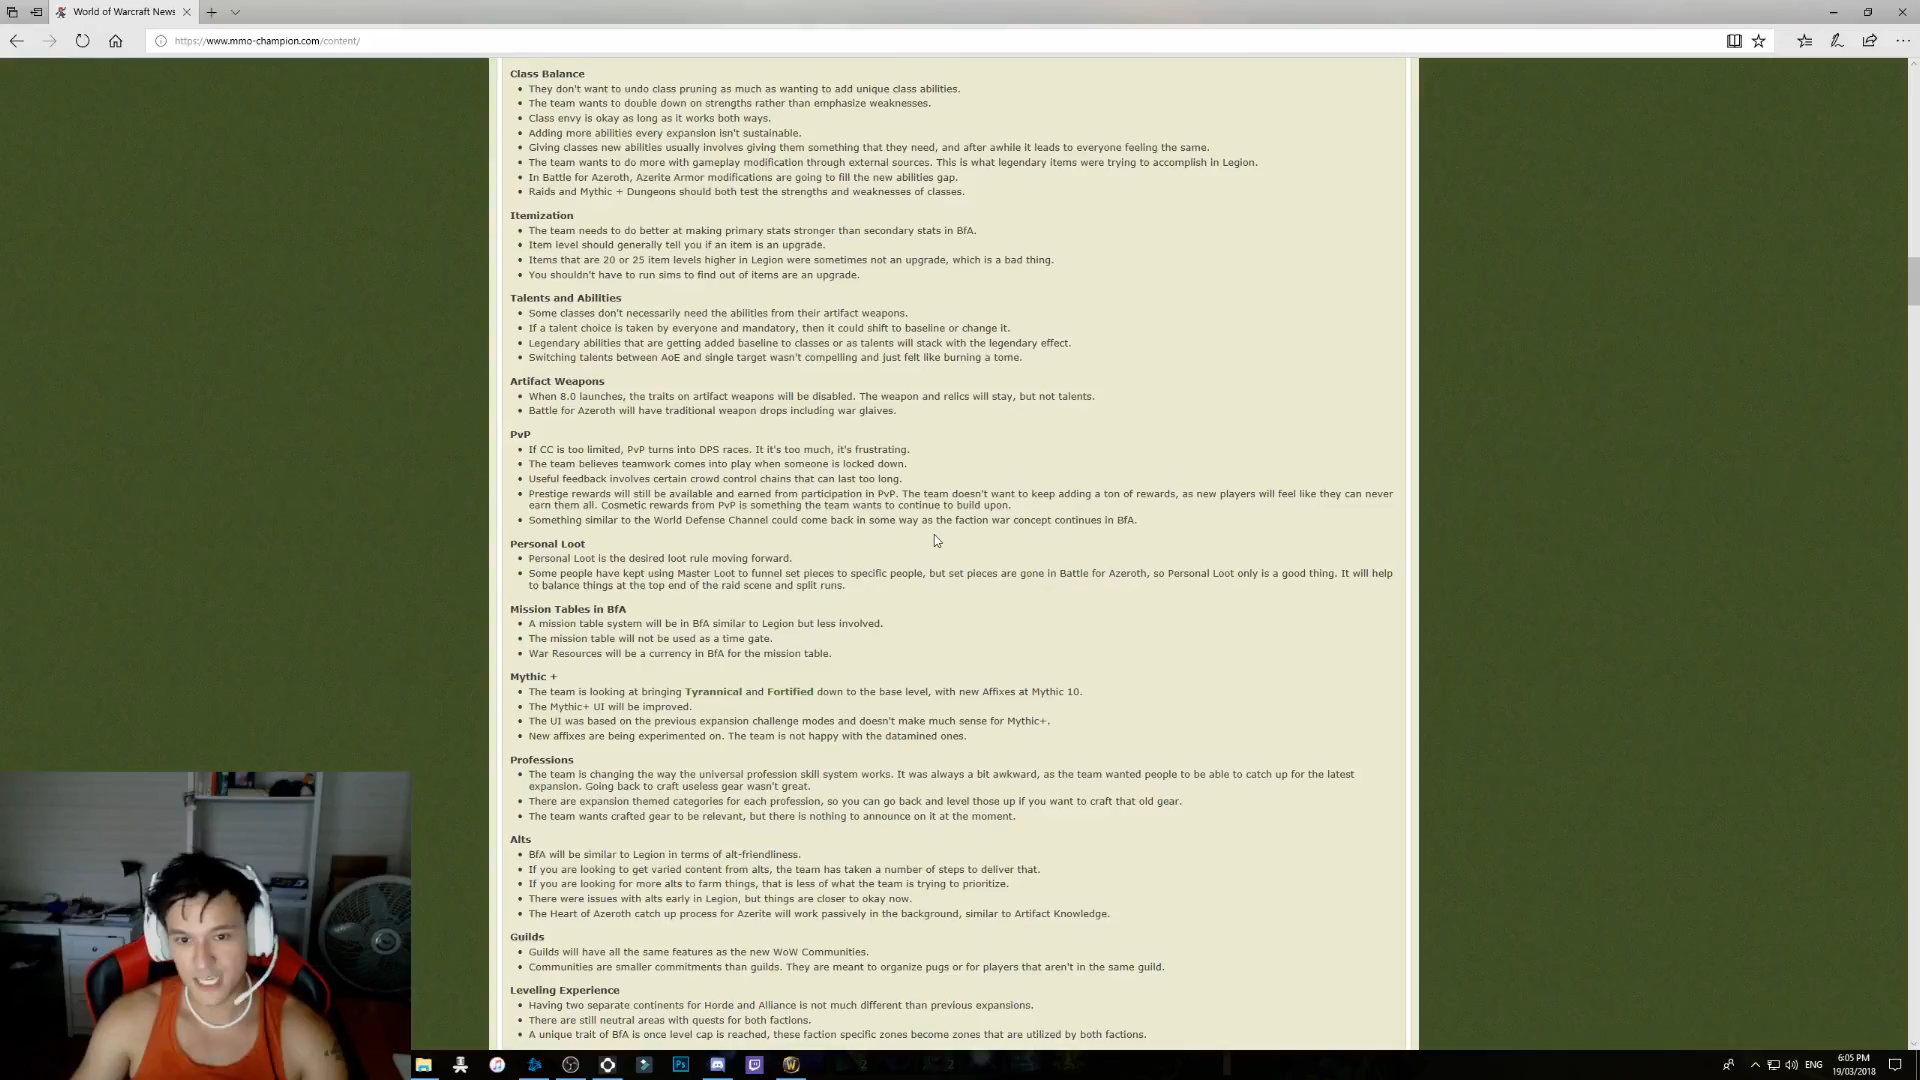 World of Warcraft News
https://www.mmo-champion.com/content/
Class Balance
• They don't want to undo class pruning as much as wanting to add unique class abilities.
• The team wants to double down on strengths rather than emphasize weaknesses.
• Class envy is okay as long as it works both ways.
• Adding more abilities every expansion isn't sustainable.
• Giving classes new abilities usually involves giving them something that they need, and after awhile it leads to everyone feeling the same.
• The team wants to do more with gameplay modification through external sources. This is what legendary items were trying to accomplish in Legion.
• In Battle for Azeroth, Azerite Armor modifications are going to fill the new abilities gap.
• Raids and Mythic + Dungeons should both test the strengths and weaknesses of classes.
Itemization
• The team needs to do better at making primary stats stronger than secondary stats in BfA.
• Item level should generally tell you if an item is an upgrade.
• Items that are 20 or 25 item levels higher in Legion were sometimes not an upgrade, which is a bad thing.
• You shouldn't have to run sims to find out of items are an upgrade.
Talents and Abilities
• Some classes don't necessarily need the abilities from their artifact weapons.
• If a talent choice is taken by everyone and mandatory, then it could shift to baseline or change it.
• Legendary abilities that are getting added baseline to classes or as talents will stack with the legendary effect.
• Switching talents between AoE and single target wasn't compelling and just felt like burning a tome.
Artifact Weapons
• When 8.0 launches, the traits on artifact weapons will be disabled. The weapon and relics will stay, but not talents.
• Battle for Azeroth will have traditional weapon drops including war glaives.
PvP
• If CC is too limited, PvP turns into DPS races. It it's too much, it's frustrating.
• The team believes teamwork comes into play when someone is locked down.
• Useful feedback involves certain crowd control chains that can last too long.
• Prestige rewards will still be available and earned from participation in PvP. The team doesn't want to keep adding a ton of rewards, as new players will feel like they can never
earn them all. Cosmetic rewards from PvP is something the team wants to continue to build upon.
• Something similar to the World Defense Channel could come back in some way as the faction war concept continues in BfA.
Personal Loot
• Personal Loot is the desired loot rule moving forward.
• Some people have kept using Master Loot to funnel set pieces to specific people, but set pieces are gone in Battle for Azeroth, so Personal Loot only is a good thing. It will help
to balance things at the top end of the raid scene and split runs.
Mission Tables in BfA
• A mission table system will be in BfA similar to Legion but less involved.
• The mission table will not be used as a time gate.
• War Resources will be a currency in BfA for the mission table.
Mythic +
• The team is looking at bringing Tyrannical and Fortified down to the base level, with new Affixes at Mythic 10.
• The Mythic+ UI will be improved.
• The UI was based on the previous expansion challenge modes and doesn't make much sense for Mythic+.
• New affixes are being experimented on. The team is not happy with the datamined ones.
Professions
• The team is changing the way the universal profession skill system works. It was always a bit awkward, as the team wanted people to be able to catch up for the latest
expansion. Going back to craft useless gear wasn't great.
• There are expansion themed categories for each profession, so you can go back and level those up if you want to craft that old gear.
• The team wants crafted gear to be relevant, but there is nothing to announce on it at the moment.
Alts
• BfA will be similar to Legion in terms of alt-friendliness.
• If you are looking to get varied content from alts, the team has taken a number of steps to deliver that.
• If you are looking for more alts to farm things, that is less of what the team is trying to prioritize.
• There were issues with alts early in Legion, but things are closer to okay now.
• The Heart of Azeroth catch up process for Azerite will work passively in the background, similar to Artifact Knowledge.
Guilds
• Guilds will have all the same features as the new WoW Communities.
• Communities are smaller commitments than guilds. They are meant to organize pugs or for players that aren't in the same guild.
Leveling Experience
• Having two separate continents for Horde and Alliance is not much different than previous expansions.
• There are still neutral areas with quests for both factions.
• A unique trait of BfA is once level cap is reached, these faction specific zones become zones that are utilized by both factions.
Ps
W
ENG
6:05 PM
19/03/2018